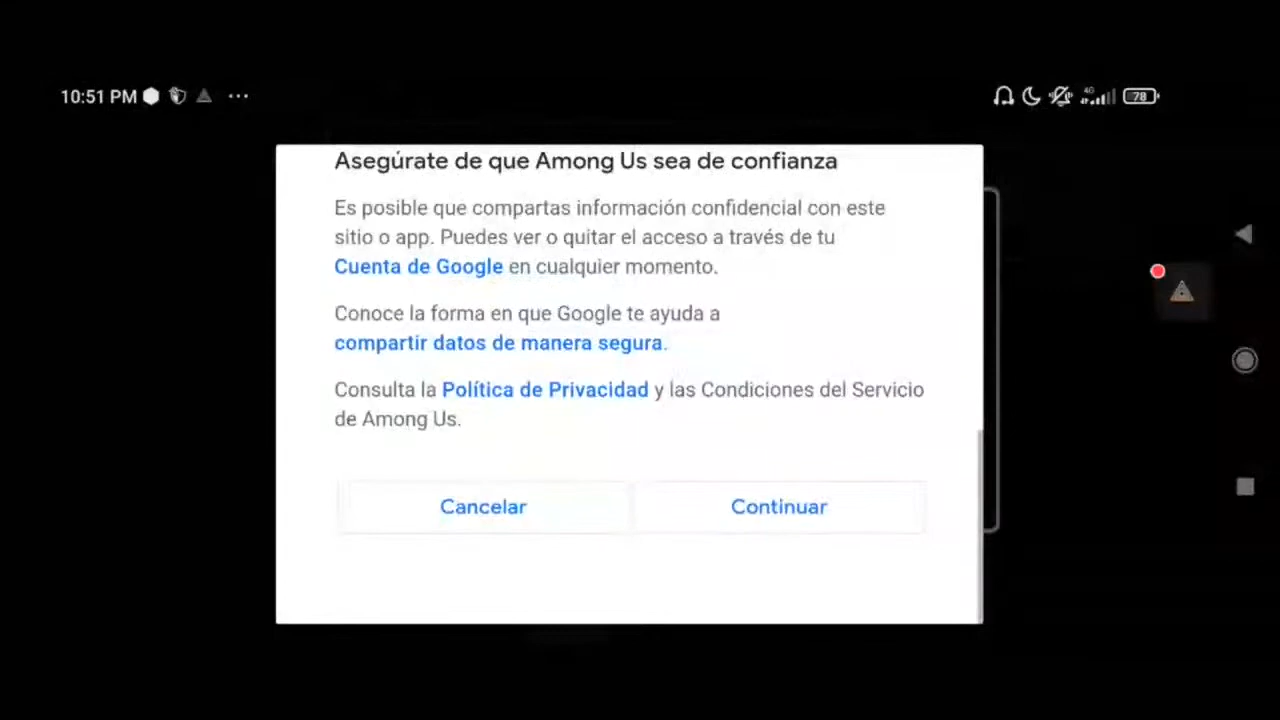 10:51 PM
4G
78
Asegúrate de que Among Us sea de confianza
Es posible que compartas información confidencial con este
sitio o app. Puedes ver o quitar el acceso a través de tu
Cuenta de Google en cualquier momento.
Conoce la forma en que Google te ayuda a
compartir datos de manera segura.
Consulta la Política de Privacidad y las Condiciones del Servicio
de Among Us.
Cancelar
Continuar